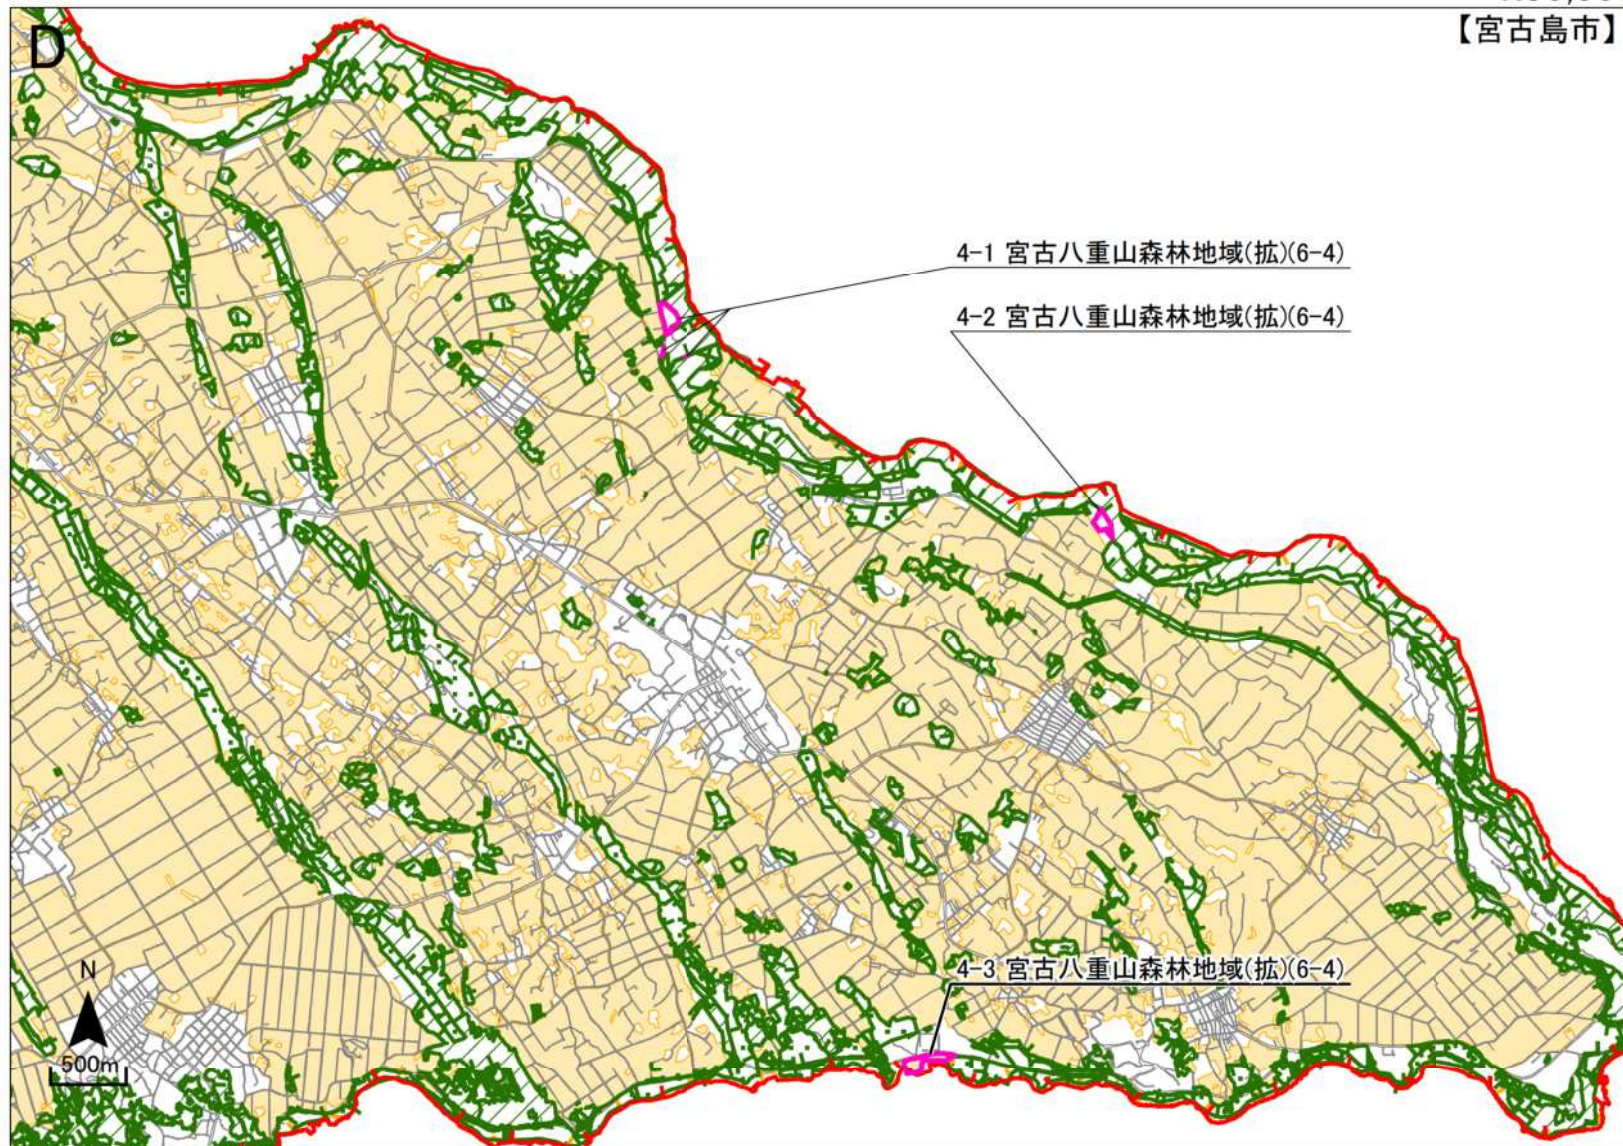 【宮古島市】
D
4-1 宮古八重山森林地域(拡)(6-4)
4-2 宮古八重山森林地域(拡)(6-4)
4-3 宮古八重山森林地域(拡)(6-4)
N
500m